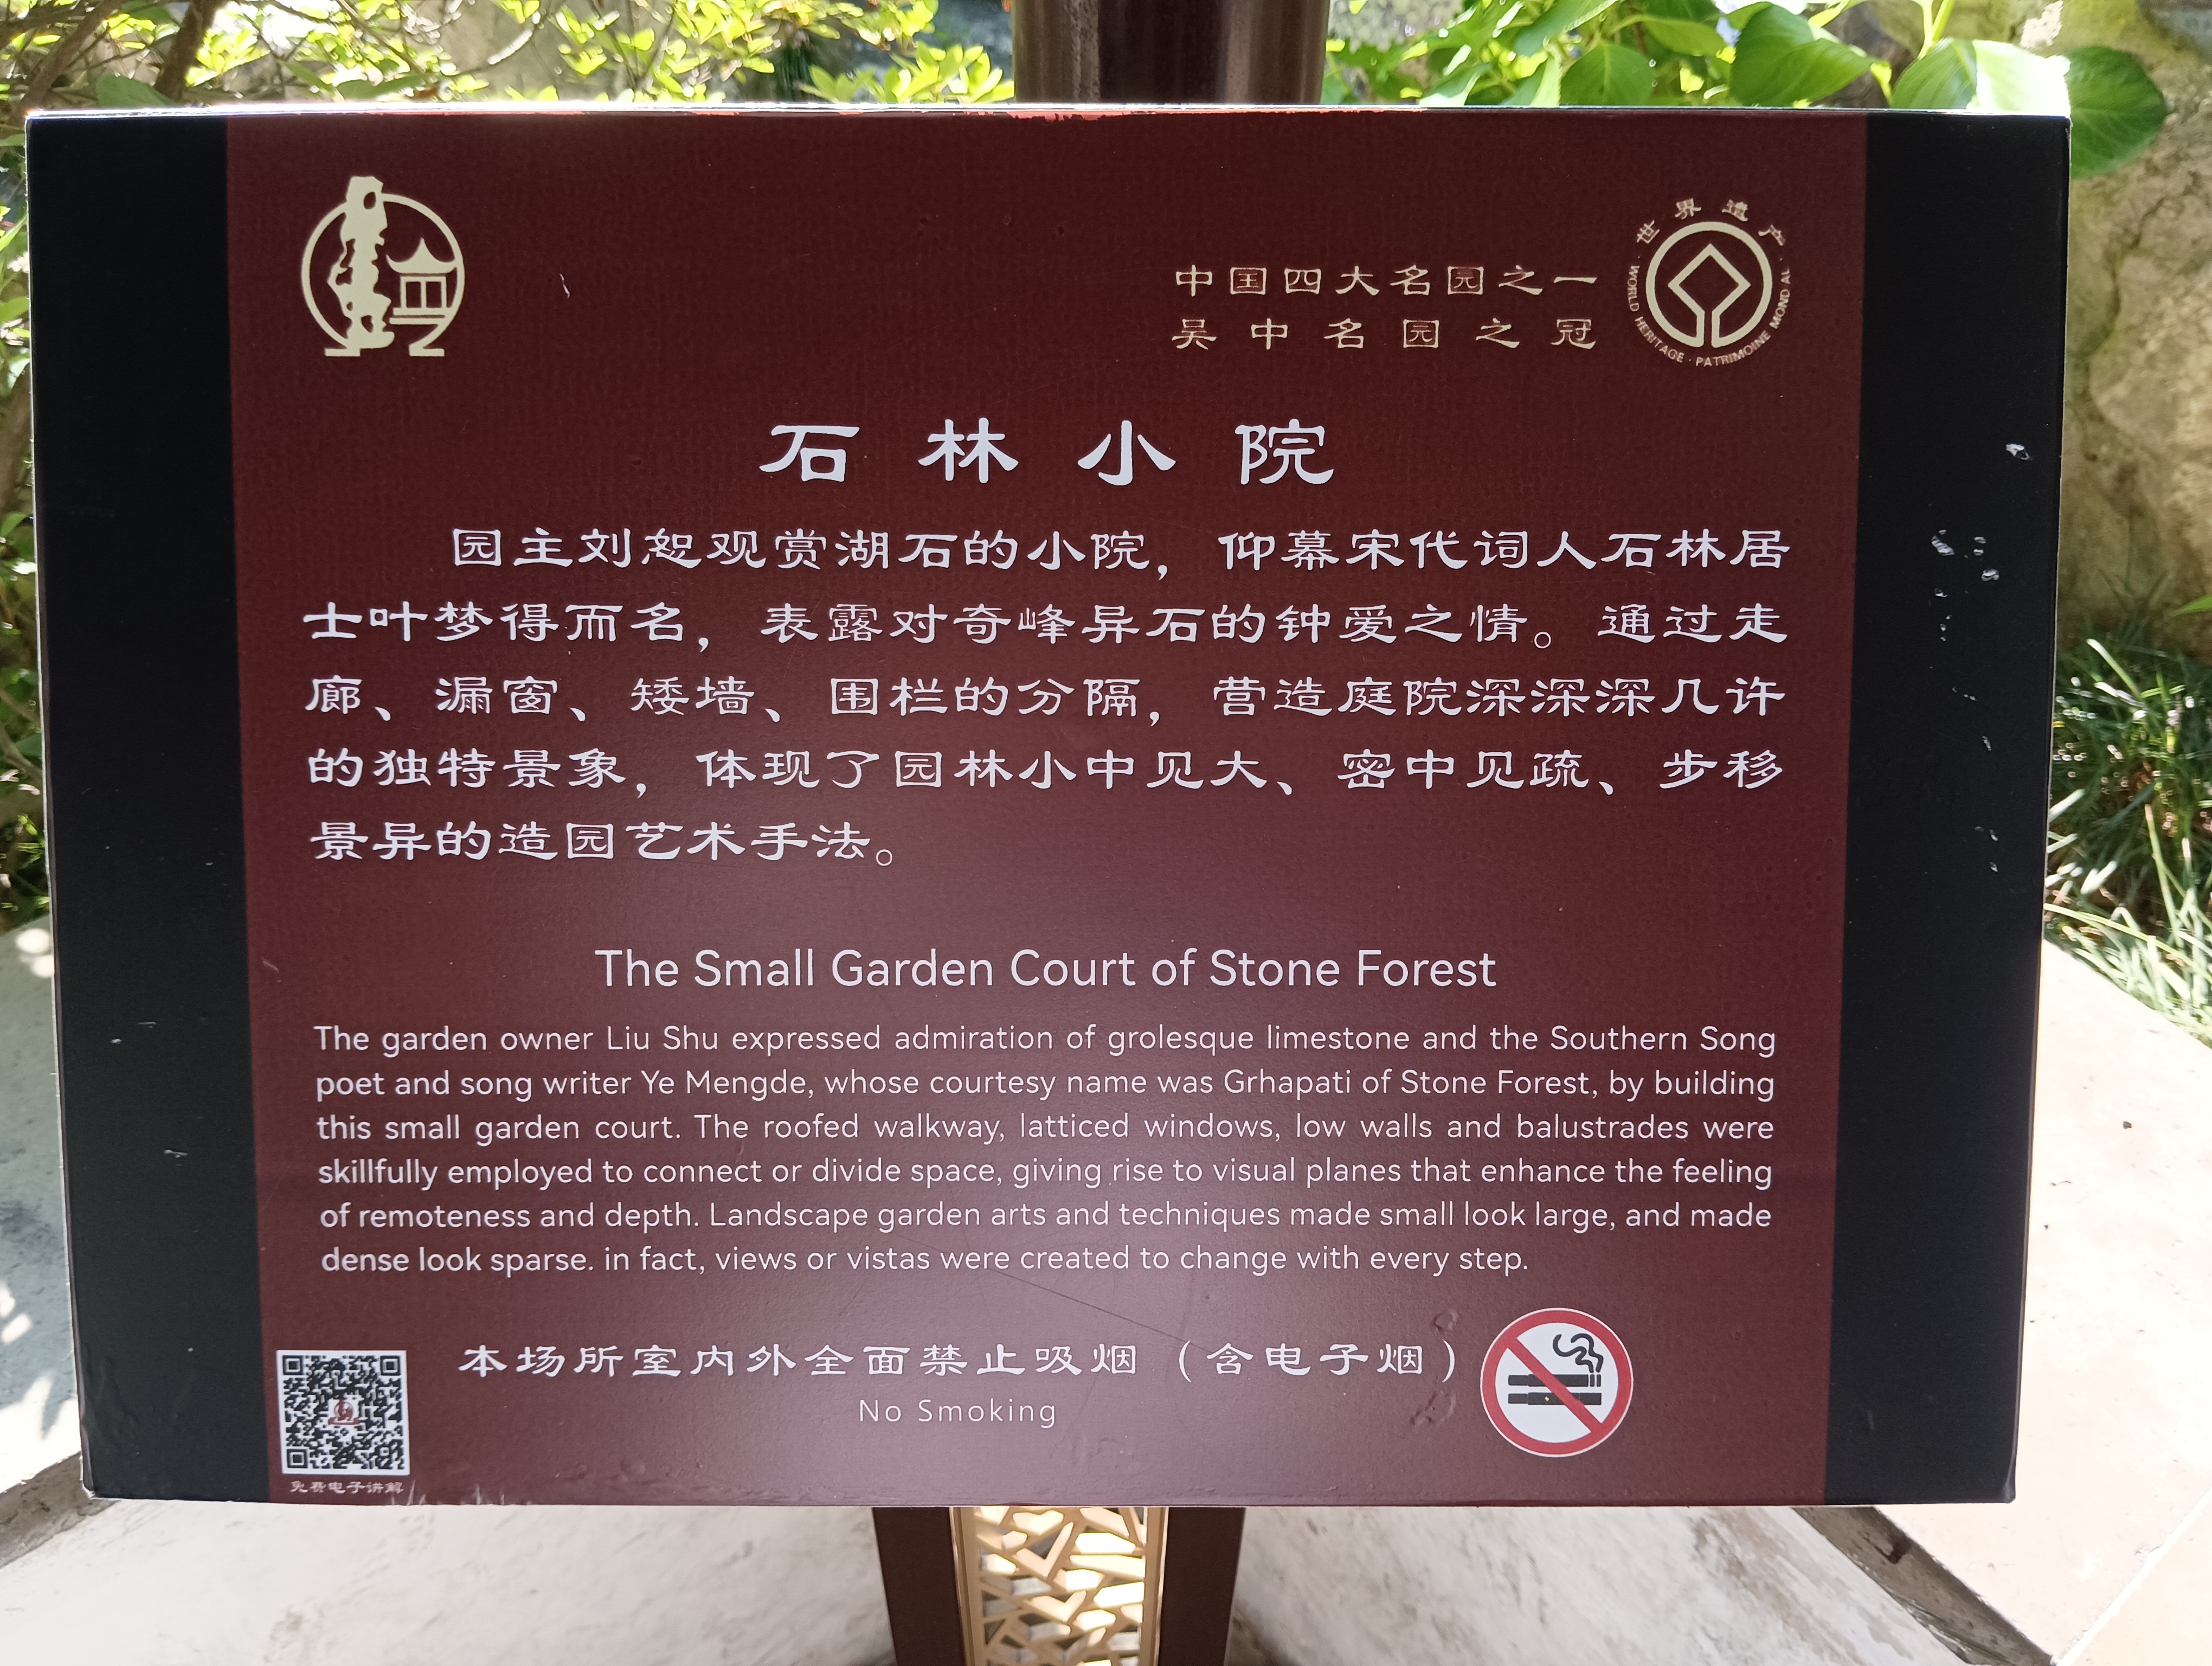 世界遗产
· WORLD HERITAGE · PATRIMOINE MONDIAL ·
中国四大名园之一
吴中名园之冠
石林小院
园主刘恕观赏湖石的小院，仰幕宋代词人石林居
士叶梦得而名，表露对奇峰异石的钟爱之情。通过走
廊、漏窗、矮墙、围栏的分隔，营造庭院深深深几许
的独特景象，体现了园林小中见大、密中见疏、步移
景异的造园艺术手法。
The Small Garden Court of Stone Forest
The garden owner Liu Shu expressed admiration of grolesque limestone and the Southern Song
poet and song writer Ye Mengde, whose courtesy name was Grhapati of Stone Forest, by building
this small garden court. The roofed walkway, latticed windows, low walls and balustrades were
skillfully employed to connect or divide space, giving rise to visual planes that enhance the feeling
of remoteness and depth. Landscape garden arts and techniques made small look large, and made
dense look sparse. in fact, views or vistas were created to change with every step.
本场所室内外全面禁止吸烟（含电子烟）
No Smoking
免费电子讲解